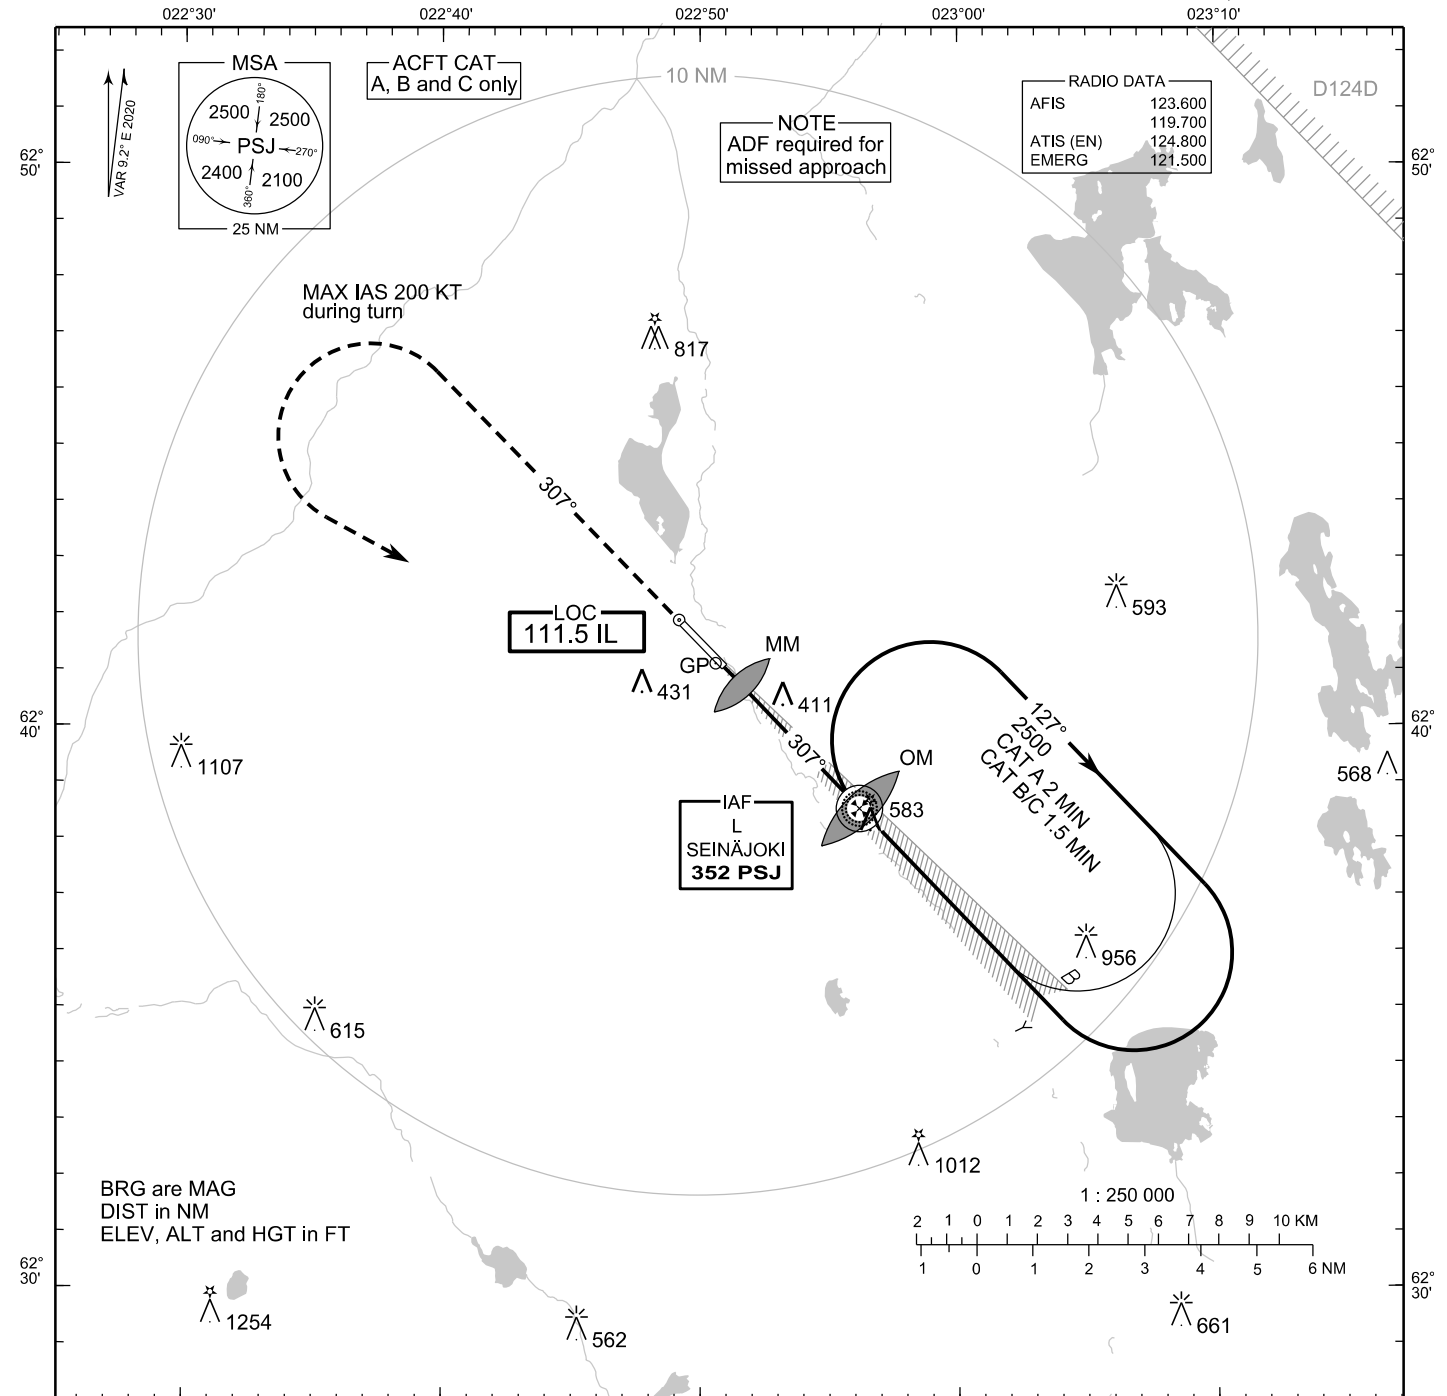 022°30' 022°40' 022°50' 023°00' 023°10'
MSA
2500 180° 2500
090° PSJ 270°
2400 360° 2100
25 NM
VAR 9.2° E 2020
ACFT CAT
A, B and C only
10 NM
NOTE
ADF required for
missed approach
RADIO DATA
AFIS 123.600
119.700
ATIS (EN) 124.800
EMERG 121.500
D124D
62°
50'
62°
50'
MAX IAS 200 KT
during turn
817
307°
593
LOC
111.5 IL
MM
GP
431
411
62°
40'
62°
40'
1107
307°
OM
127°
2500
CAT A 2 MIN
CAT B/C 1.5 MIN
568
IAF
L
SEINÄJOKI
352 PSJ
583
956
B
Y
615
1012
BRG are MAG
DIST in NM
ELEV, ALT and HGT in FT
1 : 250 000
2 1 0 1 2 3 4 5 6 7 8 9 10 KM
1 0 1 2 3 4 5 6 NM
62°
30'
62°
30'
1254
562
661